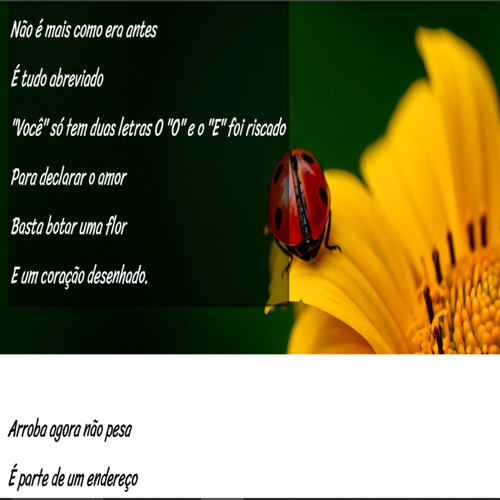 Não é mais como era antes
É tudo abreviado
"Você" só tem duas letras O "O" e o "E" foi riscado
Para declarar o amor
Basta botar uma flor
E um coração desenhado.
Arroba agora não pesa
É parte de um endereço